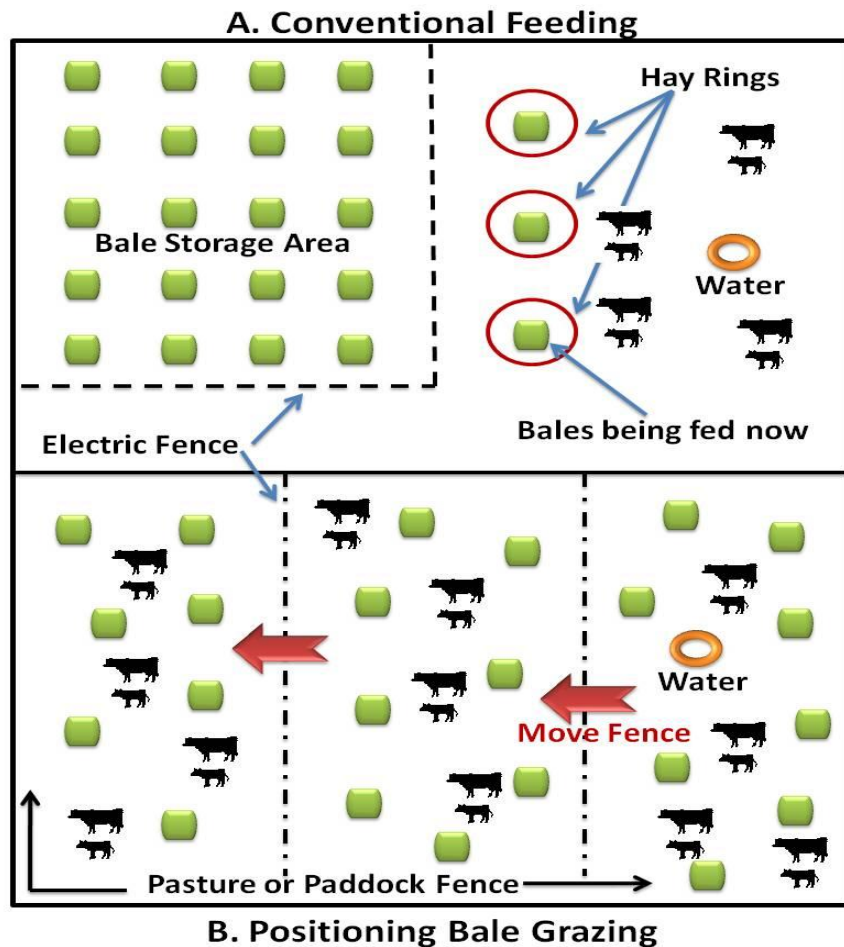 A. Conventional Feeding
Hay Rings
Bale Storage Area
Water
Electric Fence
Bales being fed now
Water
Move Fence
Pasture or Paddock Fence
B. Positioning Bale Grazing